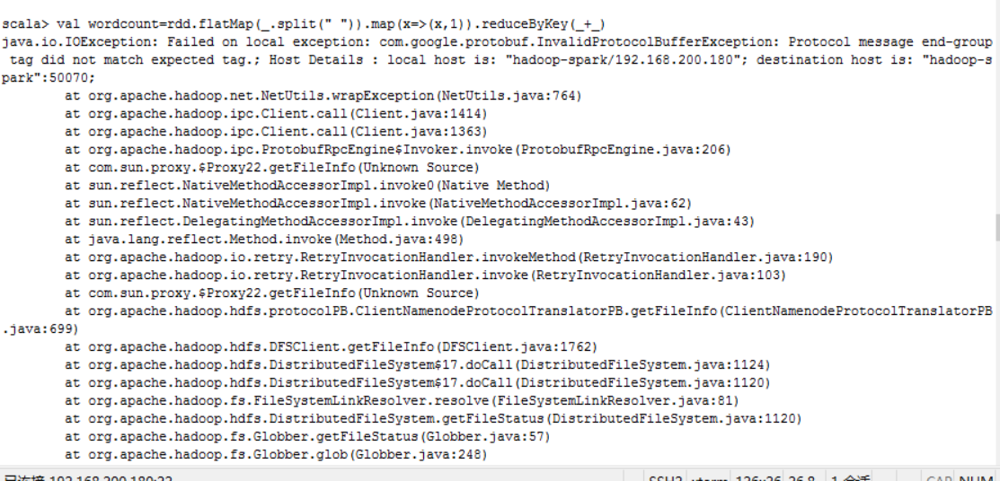 scala> val wordcount=rdd.flatMap(_.split(" ")).map(x=>(x,1)).reduceByKey(_+_)
java.io.IOException: Failed on local exception: com.google.protobuf.InvalidProtocolBufferException: Protocol message end-group
tag did not match expected tag.; Host Details : local host is: "hadoop-spark/192.168.200.180"; destination host is: "hadoop-s
park":50070;
at org.apache.hadoop.net.NetUtils.wrapException(NetUtils.java:764)
at org.apache.hadoop.ipc.Client.call(Client.java:1414)
at org.apache.hadoop.ipc.Client.call(Client.java:1363)
at org.apache.hadoop.ipc.ProtobufRpcEngine$Invoker.invoke(ProtobufRpcEngine.java:206)
at com.sun.proxy.$Proxy22.getFileInfo(Unknown Source)
at sun.reflect.NativeMethodAccessorImpl.invoke0(Native Method)
at sun.reflect.NativeMethodAccessorImpl.invoke(NativeMethodAccessorImpl.java:62)
at sun.reflect.DelegatingMethodAccessorImpl.invoke(DelegatingMethodAccessorImpl.java:43)
at java.lang.reflect.Method.invoke(Method.java:498)
at org.apache.hadoop.io.retry.RetryInvocationHandler.invokeMethod(RetryInvocationHandler.java:190)
at org.apache.hadoop.io.retry.RetryInvocationHandler.invoke(RetryInvocationHandler.java:103)
at com.sun.proxy.$Proxy22.getFileInfo(Unknown Source)
at org.apache.hadoop.hdfs.protocolPB.ClientNamenodeProtocolTranslatorPB.getFileInfo(ClientNamenodeProtocolTranslatorPB
.java:699)
at org.apache.hadoop.hdfs.DFSClient.getFileInfo(DFSClient.java:1762)
at org.apache.hadoop.hdfs.DistributedFileSystem$17.doCall(DistributedFileSystem.java:1124)
at org.apache.hadoop.hdfs.DistributedFileSystem$17.doCall(DistributedFileSystem.java:1120)
at org.apache.hadoop.fs.FileSystemLinkResolver.resolve(FileSystemLinkResolver.java:81)
at org.apache.hadoop.hdfs.DistributedFileSystem.getFileStatus(DistributedFileSystem.java:1120)
at org.apache.hadoop.fs.Globber.getFileStatus(Globber.java:57)
at org.apache.hadoop.fs.Globber.glob(Globber.java:248)
已连接 192.168.200.180:22 SSH2 xterm 126x26 26,8 1 会话 CAP NUM